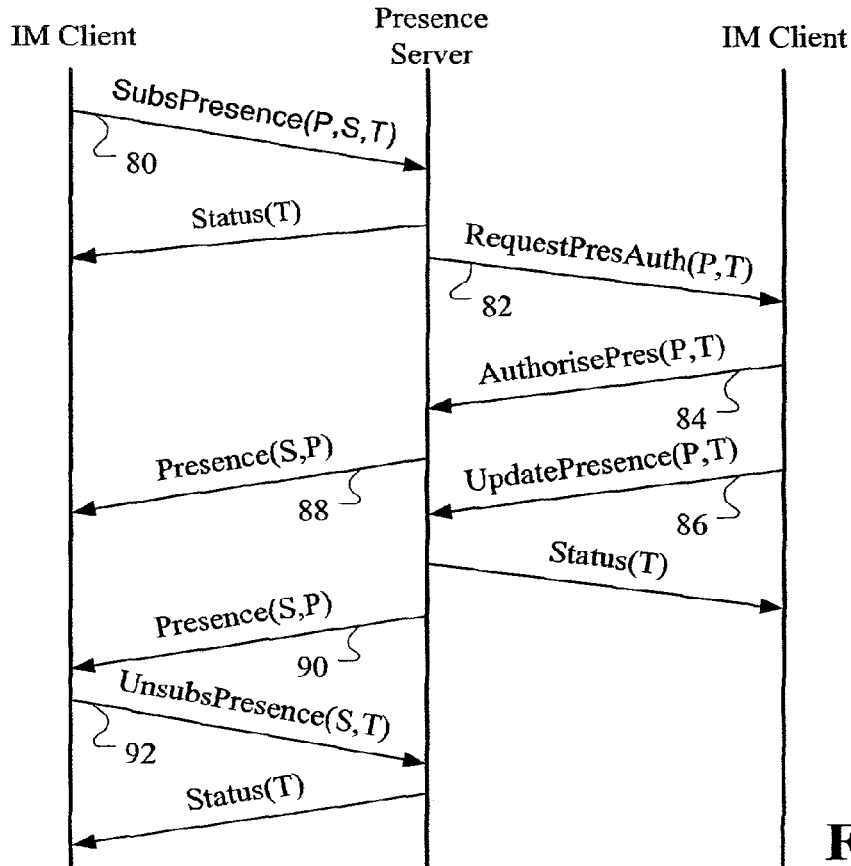 IM Client
Presence
Server
IM Client
SubsPresence(P,S,T)
80
Status(T)
RequestPresAuth(P,T)
82
AuthorisePres(P,T)
84
Presence(S,P)
88
UpdatePresence(P,T)
86
Status(T)
Presence(S,P)
90
UnsubsPresence(S,T)
92
Status(T)
F